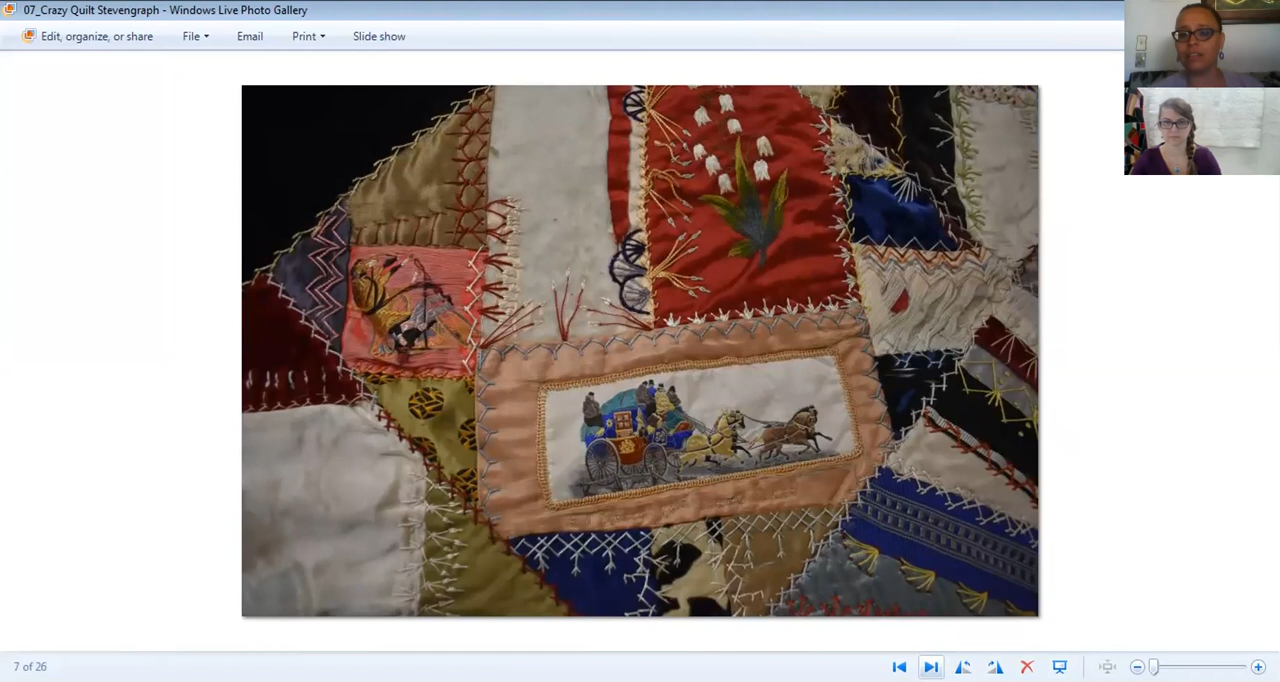 07_Crazy Quilt Stevengraph - Windows Live Photo Gallery
Edit, organize, or share File Email Print Slide show
7 of 26